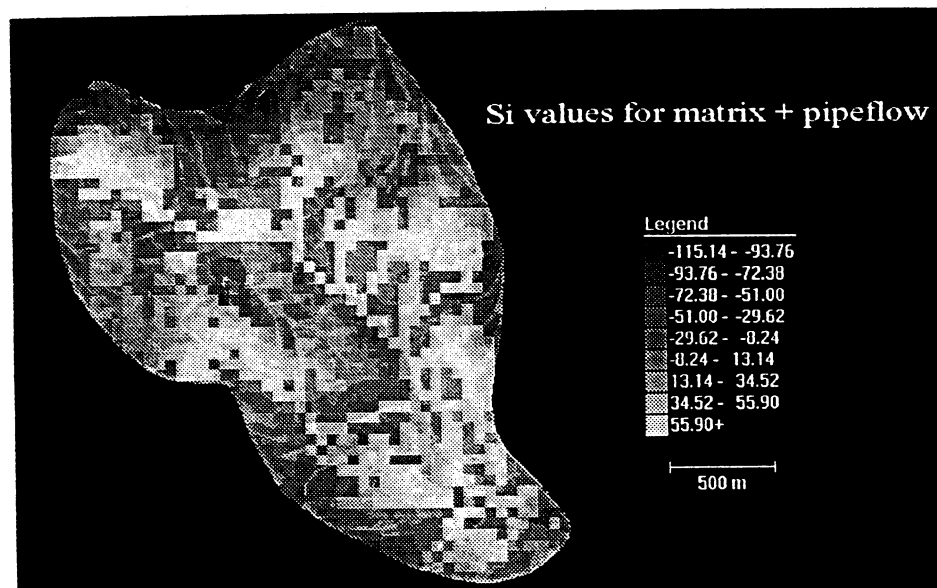 Si values for matrix + pipeflow
Legend
-115.14 - -93.76
-93.76 - -72.38
-72.38 - -51.00
-51.00 - -29.62
-29.62 - -8.24
-8.24 - 13.14
13.14 - 34.52
34.52 - 55.90
55.90+
500 m